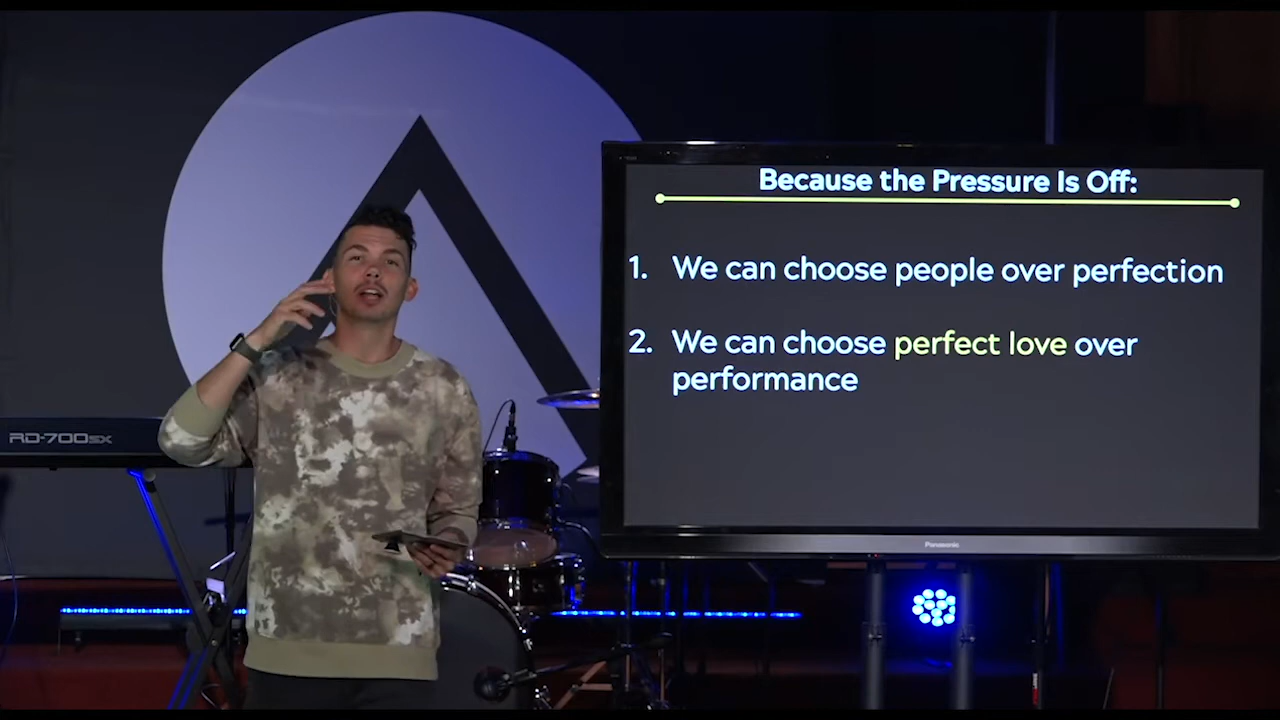 Because the Pressure Is Off:
1. We can choose people over perfection
2. We can choose perfect love over
performance
RD-700SX
Panasonic